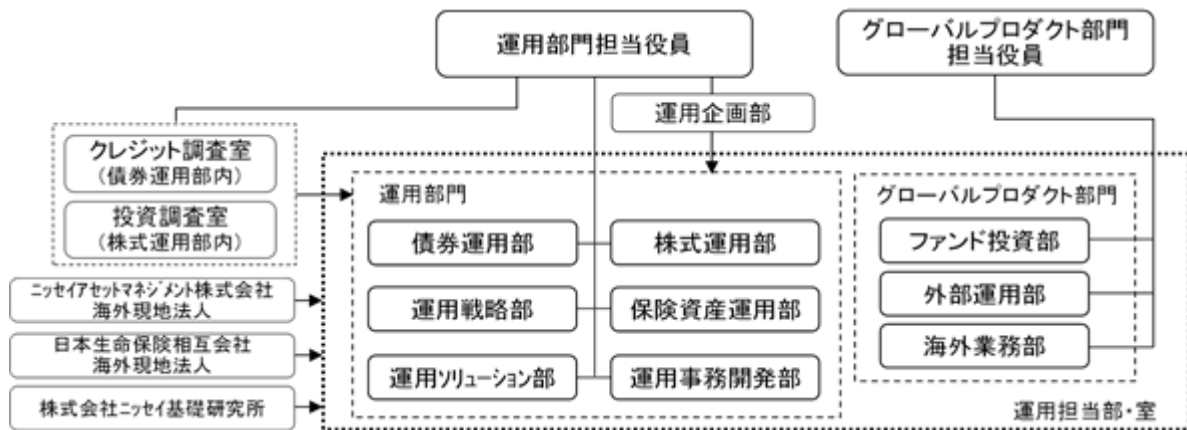 運用部門担当役員
グローバルプロダクト部門
担当役員
運用企画部
クレジット調査室
(債券運用部内)
投資調査室
(株式運用部内)
ニッセイアセットマネジメント株式会社
海外現地法人
日本生命保険相互会社
海外現地法人
株式会社ニッセイ基礎研究所
運用部門
債券運用部
株式運用部
運用戦略部
保険資産運用部
運用ソリューション部
運用事務開発部
グローバルプロダクト部門
ファンド投資部
外部運用部
海外業務部
運用担当部・室